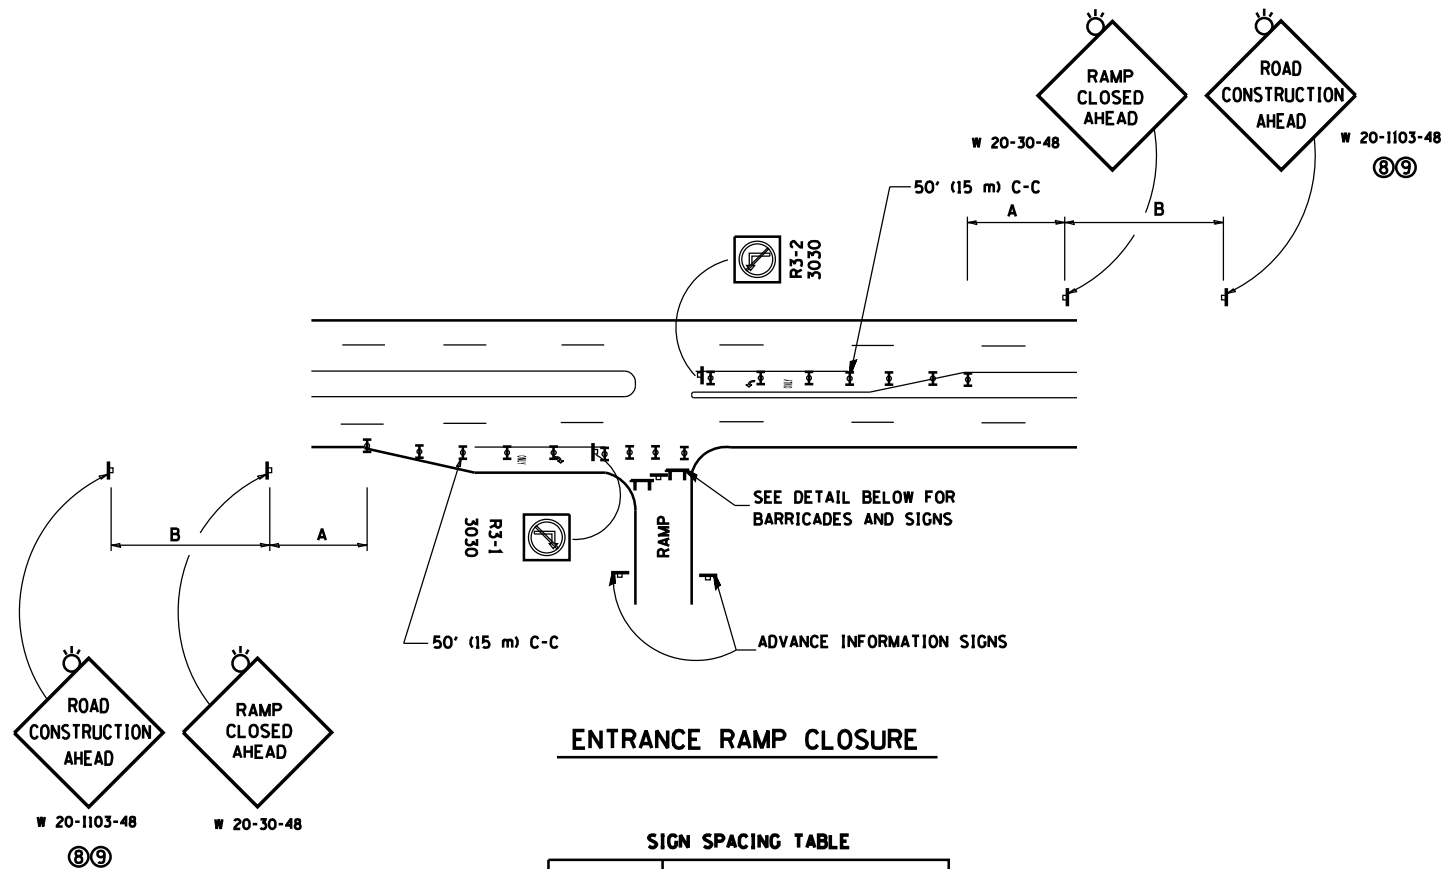 RAMP
CLOSED
AHEAD
ROAD
CONSTRUCTION
AHEAD
W 20-30-48
W 20-1103-48
⑧⑨
50' (15 m) C-C
A
B
R3-2
3030
ONLY
ONLY
SEE DETAIL BELOW FOR
BARRICADES AND SIGNS
B
A
R3-1
3030
RAMP
50' (15 m) C-C
ADVANCE INFORMATION SIGNS
ROAD
CONSTRUCTION
AHEAD
RAMP
CLOSED
AHEAD
W 20-1103-48
W 20-30-48
⑧⑨
ENTRANCE RAMP CLOSURE
SIGN SPACING TABLE